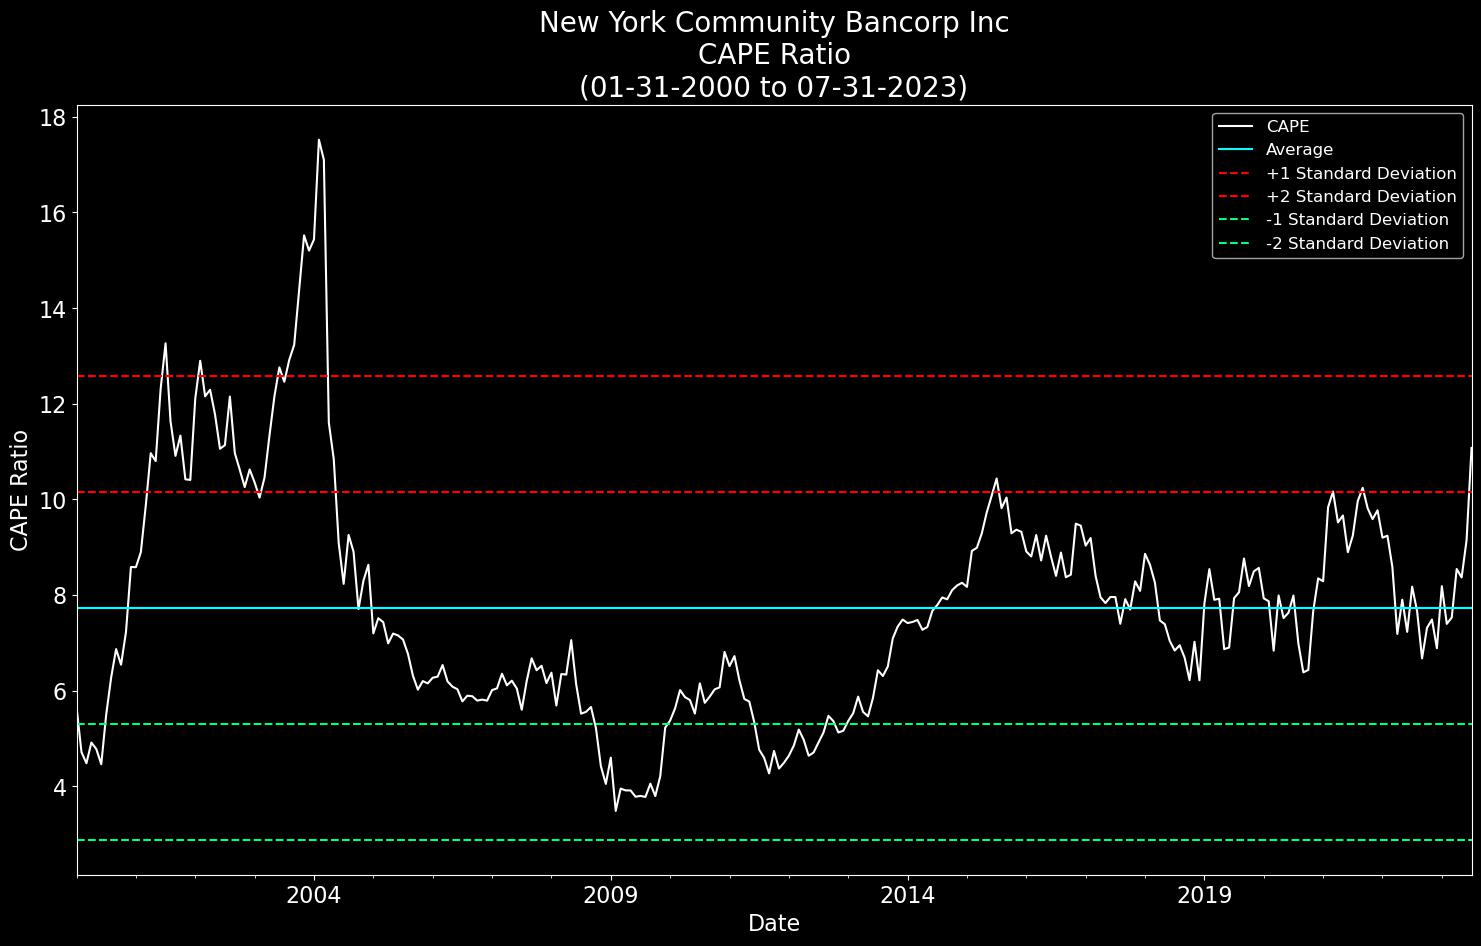 New York Community Bancorp Inc
CAPE Ratio
(01-31-2000 to 07-31-2023)
CAPE
Average
+1 Standard Deviation
+2 Standard Deviation
-1 Standard Deviation
-2 Standard Deviation
CAPE Ratio
18
16
14
12
10
8
6
4
2004
2009
2014
2019
Date